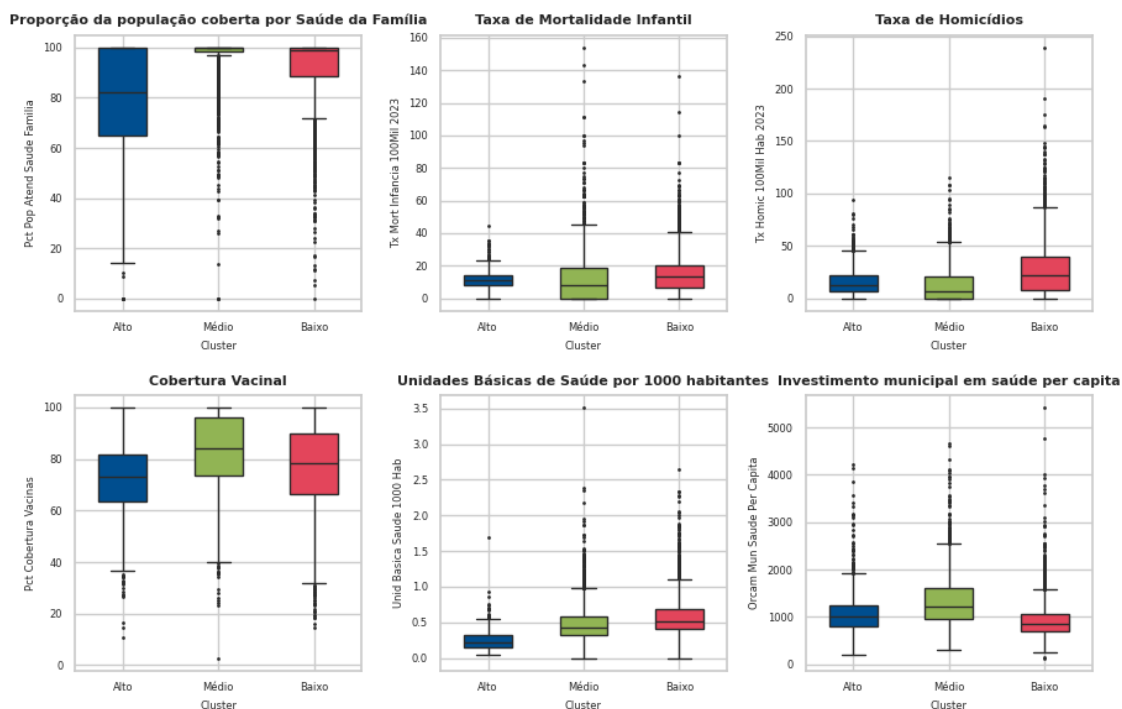 Proporção da população coberta por Saúde da Família
100
80
60
40
20
0
Pct Pop Atend Saude Familia
Alto Médio Baixo
Cluster
Taxa de Mortalidade Infantil
160
140
120
100
80
60
40
20
0
Tx Mort Infancia 100Mil 2023
Alto Médio Baixo
Cluster
Taxa de Homicídios
250
200
150
100
50
0
Tx Homic 100Mil Hab 2023
Alto Médio Baixo
Cluster
Cobertura Vacinal
100
80
60
40
20
0
Pct Cobertura Vacinas
Alto Médio Baixo
Cluster
Unidades Básicas de Saúde por 1000 habitantes
3.5
3.0
2.5
2.0
1.5
1.0
0.5
0.0
Unid Basica Saude 1000 Hab
Alto Médio Baixo
Cluster
Investimento municipal em saúde per capita
5000
4000
3000
2000
1000
0
Orcam Mun Saude Per Capita
Alto Médio Baixo
Cluster